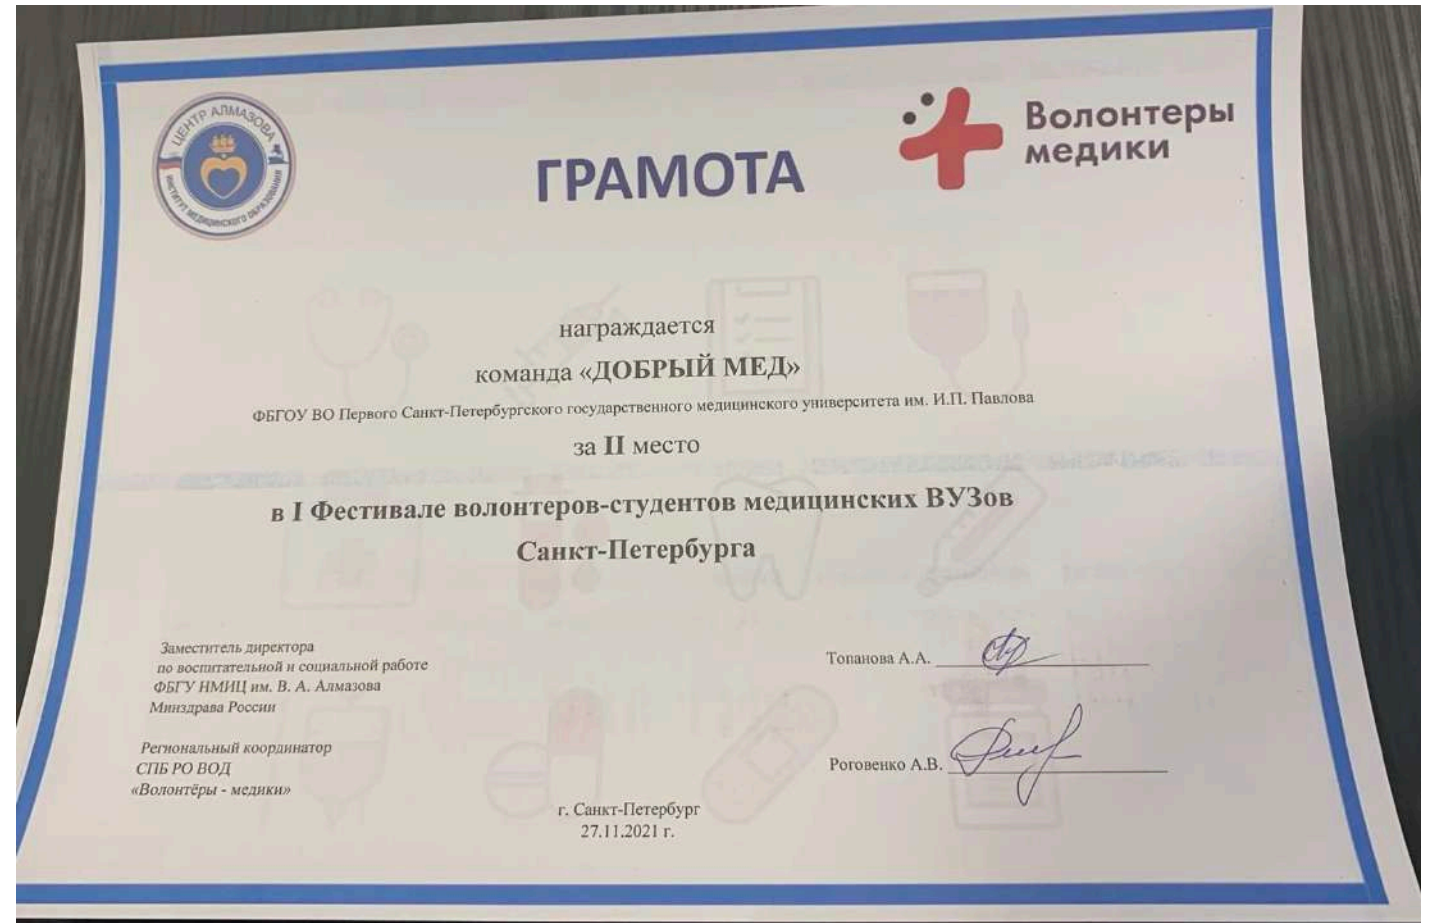 ЦЕНТР АЛМАЗОВА
ИНСТИТУТ МЕДИЦИНСКОГО ОБРАЗОВАНИЯ
Волонтеры
медики
ГРАМОТА
награждается
команда «ДОБРЫЙ МЕД»
ФБГОУ ВО Первого Санкт-Петербургского государственного медицинского университета им. И.П. Павлова
за II место
в I Фестивале волонтеров-студентов медицинских ВУЗов
Санкт-Петербурга
Заместитель директора
по воспитательной и социальной работе
ФБГУ НМИЦ им. В. А. Алмазова
Минздрава России
Топанова А.А.
Региональный координатор
СПБ РО ВОД
«Волонтёры - медики»
Роговенко А.В.
г. Санкт-Петербург
27.11.2021 г.